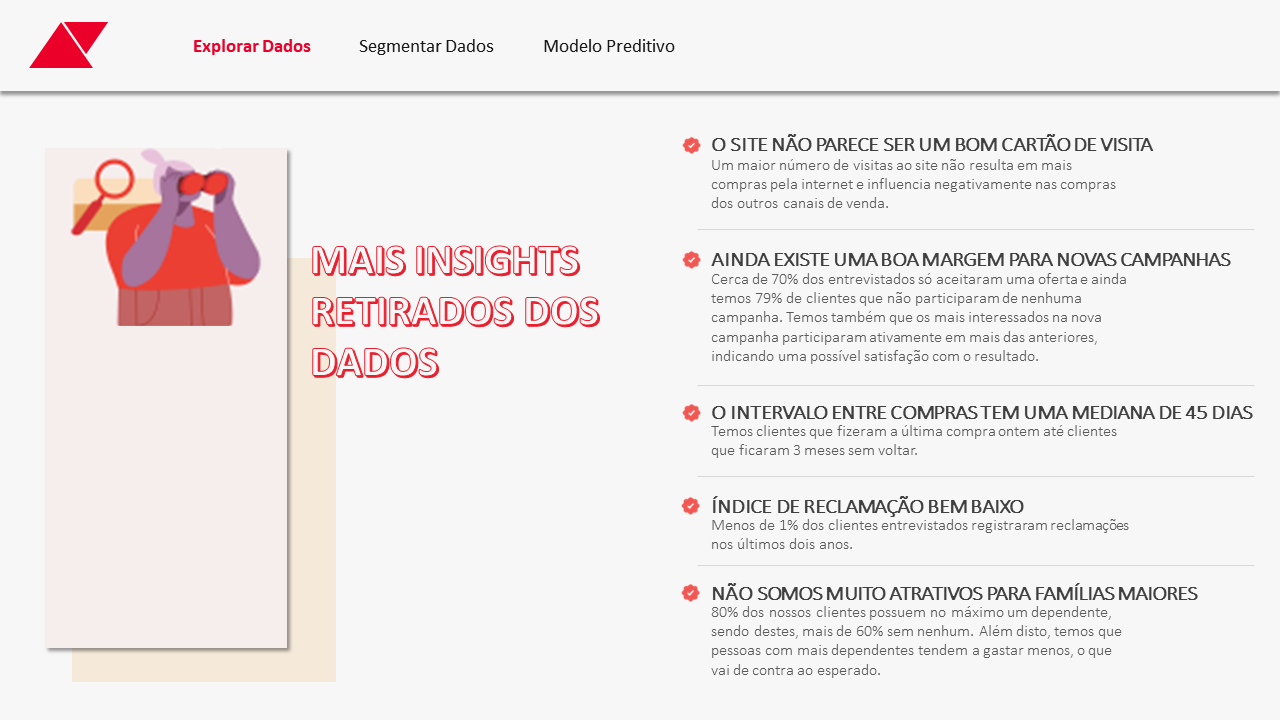 Explorar Dados
Segmentar Dados
Modelo Preditivo
MAIS INSIGHTS
RETIRADOS DOS
DADOS
O SITE NÃO PARECE SER UM BOM CARTÃO DE VISITA
Um maior número de visitas ao site não resulta em mais
compras pela internet e influencia negativamente nas compras
dos outros canais de venda.
AINDA EXISTE UMA BOA MARGEM PARA NOVAS CAMPANHAS
Cerca de 70% dos entrevistados só aceitaram uma oferta e ainda
temos 79% de clientes que não participaram de nenhuma
campanha. Temos também que os mais interessados na nova
campanha participaram ativamente em mais das anteriores,
indicando uma possível satisfação com o resultado.
O INTERVALO ENTRE COMPRAS TEM UMA MEDIANA DE 45 DIAS
Temos clientes que fizeram a última compra ontem até clientes
que ficaram 3 meses sem voltar.
ÍNDICE DE RECLAMAÇÃO BEM BAIXO
Menos de 1% dos clientes entrevistados registraram reclamações
nos últimos dois anos.
NÃO SOMOS MUITO ATRATIVOS PARA FAMÍLIAS MAIORES
80% dos nossos clientes possuem no máximo um dependente,
sendo destes, mais de 60% sem nenhum. Além disto, temos que
pessoas com mais dependentes tendem a gastar menos, o que
vai de contra ao esperado.